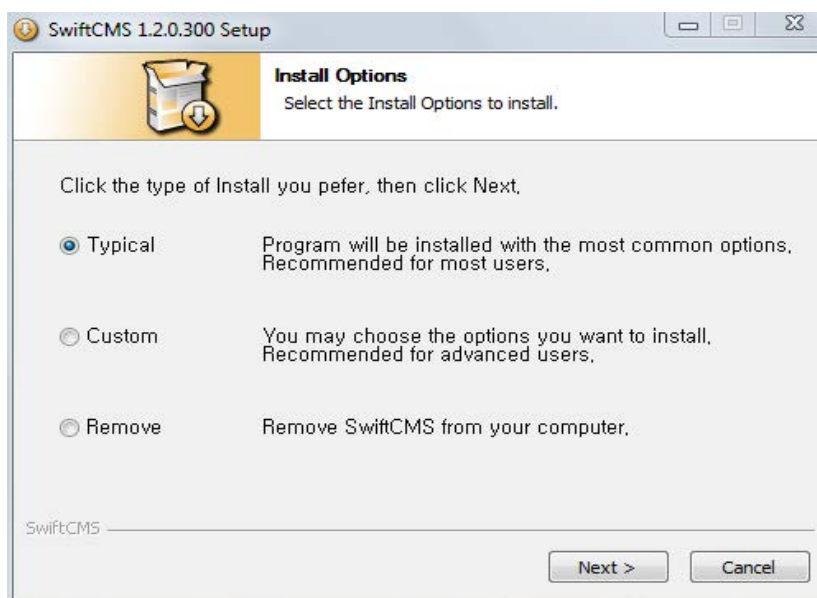 SwiftCMS 1.2.0.300 Setup
Install Options
Select the Install Options to install.
Click the type of Install you pefer, then click Next,
Typical
Program will be installed with the most common options,
Recommended for most users,
Custom
You may choose the options you want to install,
Recommended for advanced users,
Remove
Remove SwiftCMS from your computer,
SwiftCMS
Next >
Cancel